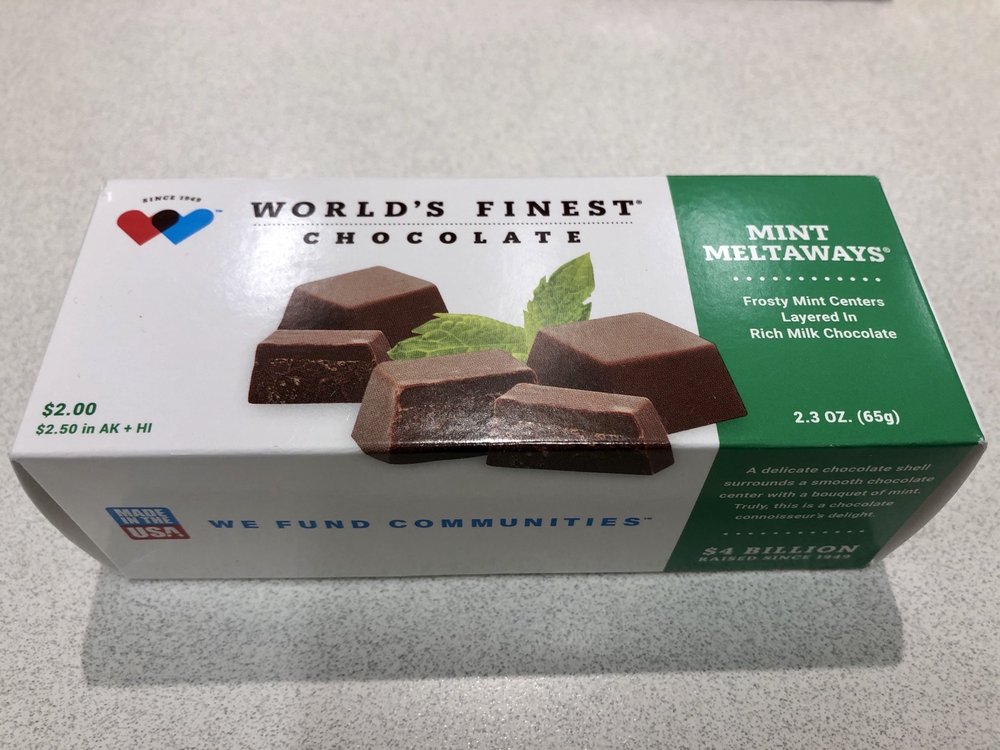 SINCE 1949
WORLD'S FINEST®
CHOCOLATE
MINT
MELTAWAYS®
Frosty Mint Centers
Layered In
Rich Milk Chocolate
$2.00
$2.50 in AK + HI
2.3 OZ. (65g)
MADE
IN THE
USA
WE FUND COMMUNITIES™
A delicate chocolate shell
surrounds a smooth chocolate
center with a bouquet of mint.
Truly, this is a chocolate
connoisseur's delight.
$4 BILLION
RAISED SINCE 1949